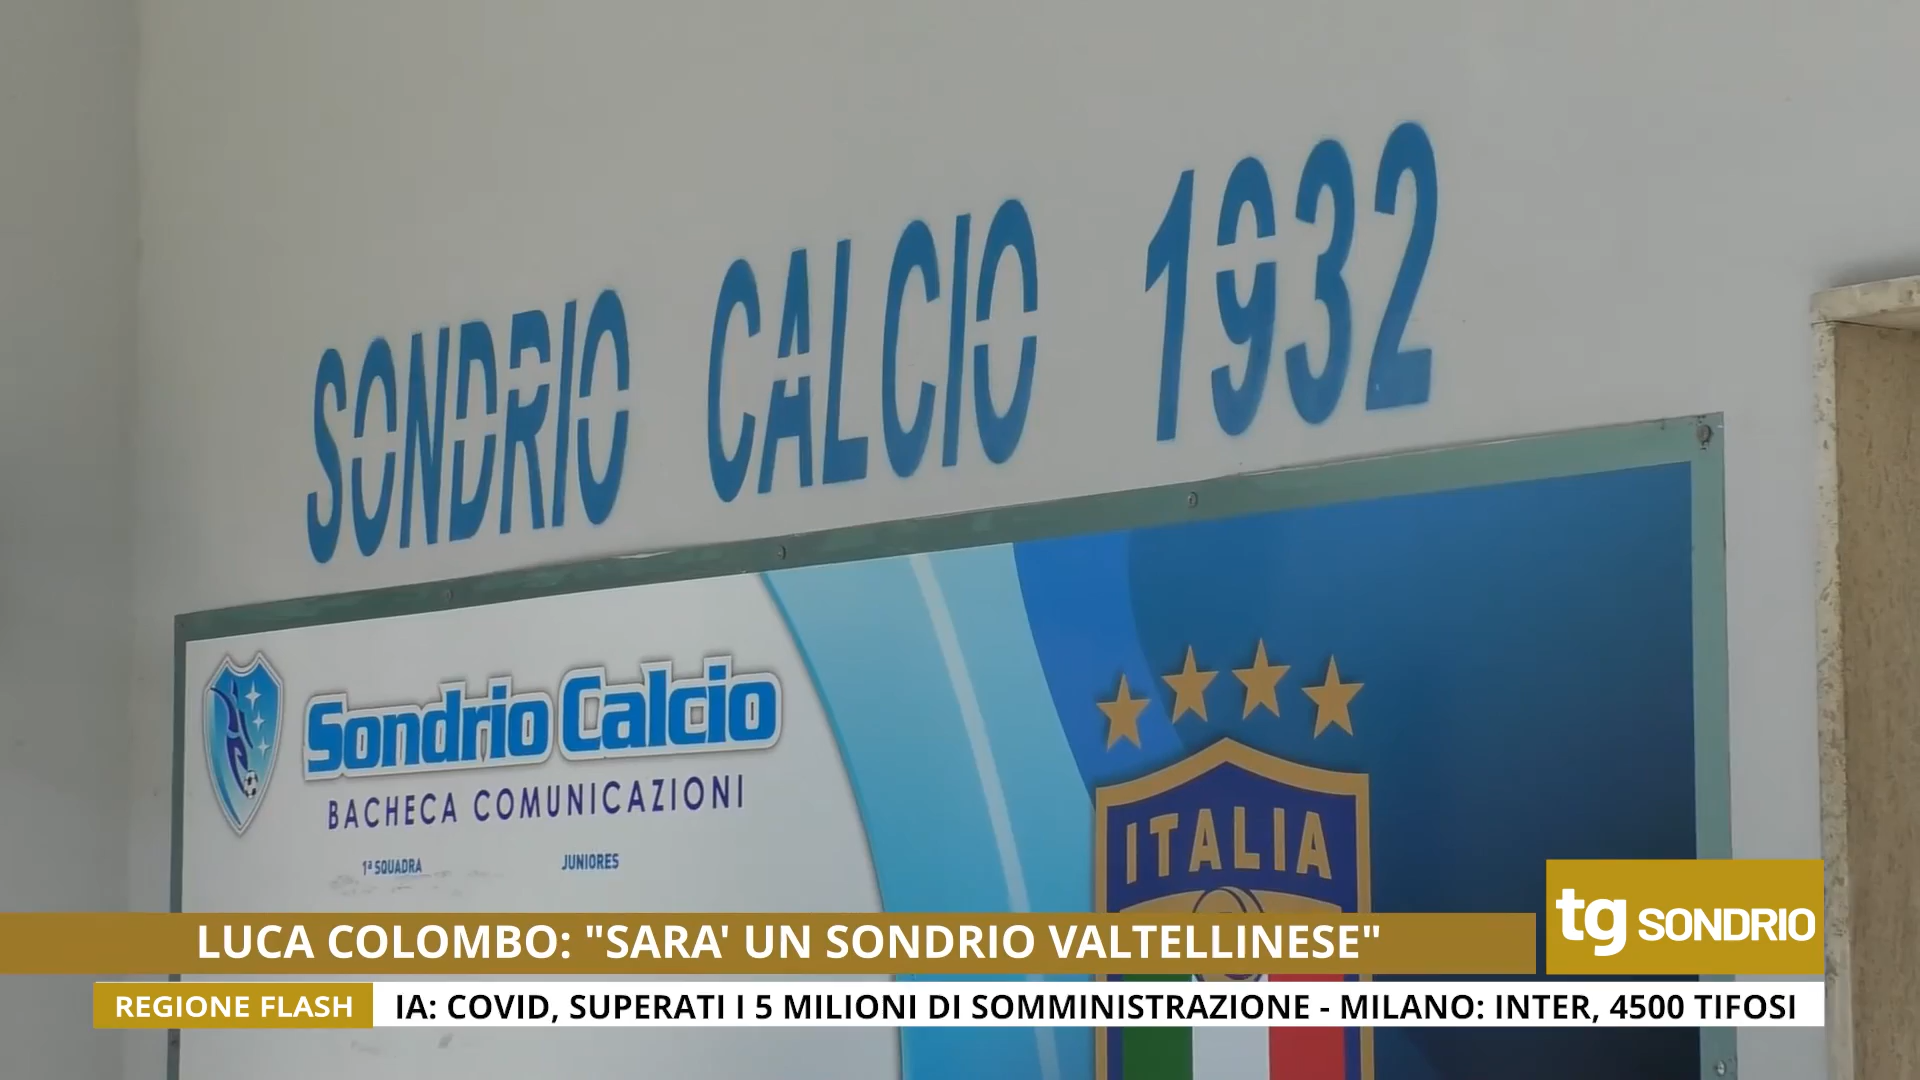 SONDRIO CALCIO 1932
Sondrio Calcio
BACHECA COMUNICAZIONI
1ª SQUADRA JUNIORES
ITALIA
LUCA COLOMBO: "SARA' UN SONDRIO VALTELLINESE"
tg SONDRIO
REGIONE FLASH IA: COVID, SUPERATI I 5 MILIONI DI SOMMINISTRAZIONE - MILANO: INTER, 4500 TIFOSI